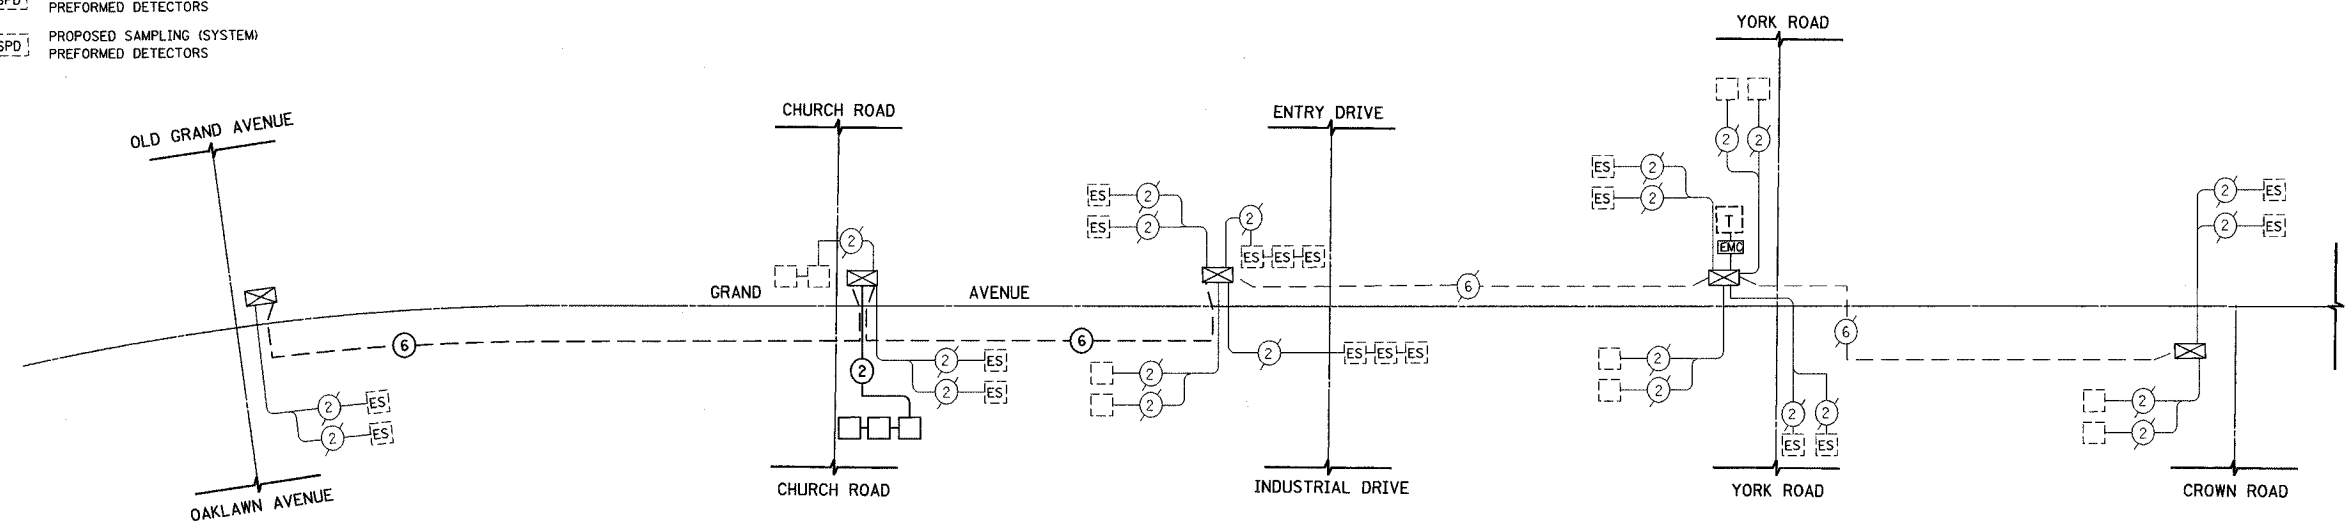 SPD
PREFORMED DETECTORS
SPD
PROPOSED SAMPLING (SYSTEM)
PREFORMED DETECTORS
YORK ROAD
OLD GRAND AVENUE
CHURCH ROAD
ENTRY DRIVE
2 2
ES 2
ES 2
ES 2
ES 2
2
ES ES ES
T
EMC
2 ES
2 ES
2
GRAND AVENUE
6
6
6
6
2 ES
2 ES
2
2 ES
2 ES
2
2
2 ES ES ES
2
2
2 2
ES ES
2
2
OAKLAWN AVENUE
CHURCH ROAD
INDUSTRIAL DRIVE
YORK ROAD
CROWN ROAD